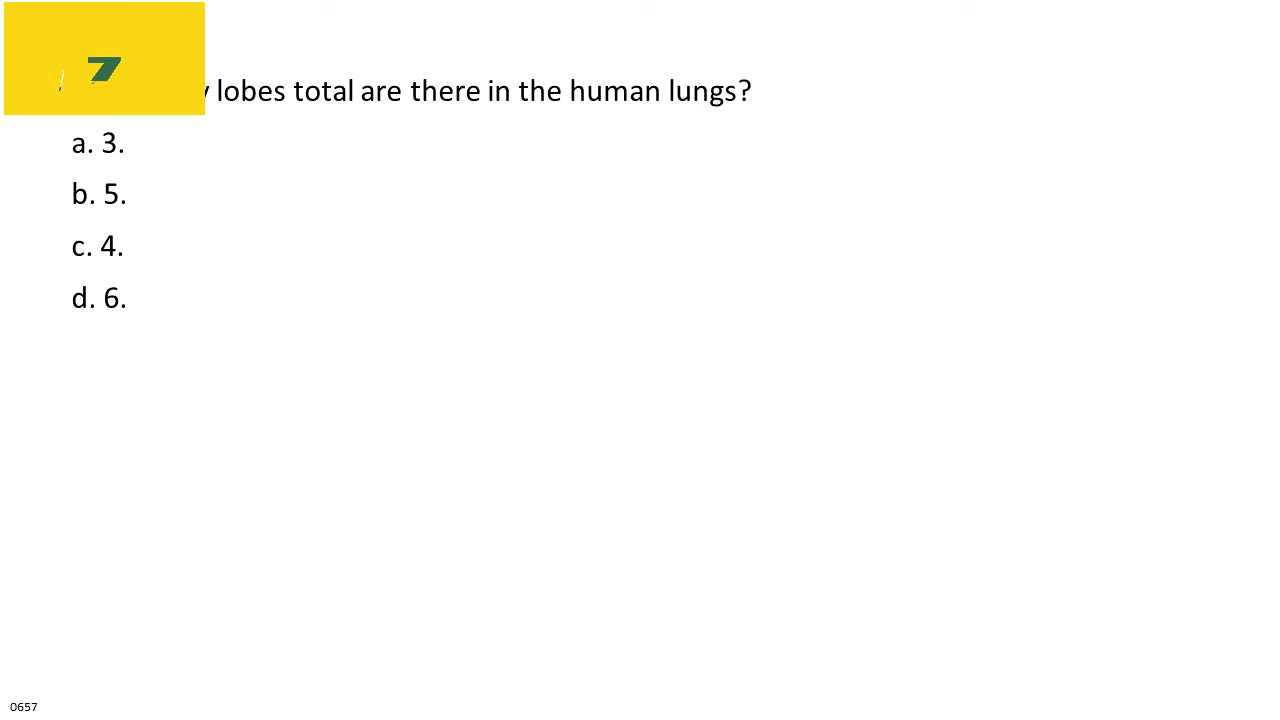 7
lobes total are there in the human lungs?
a. 3.
b. 5.
c. 4.
d. 6.
0657